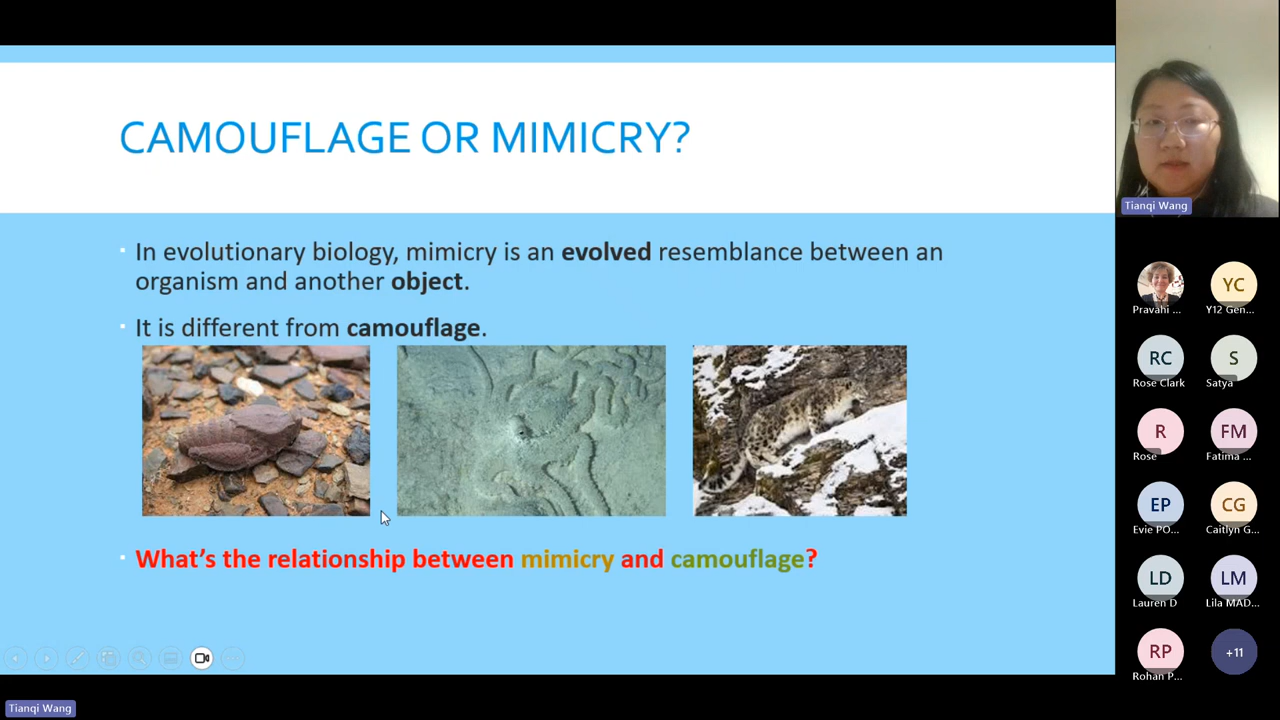 CAMOUFLAGE OR MIMICRY?
In evolutionary biology, mimicry is an evolved resemblance between an
organism and another object.
It is different from camouflage.
What's the relationship between mimicry and camouflage?
Tianqi Wang
Pravahi ...
YC
Y12 Gen...
RC
Rose Clark
S
Satya
R
Rose
FM
Fatima ...
EP
Evie PO...
CG
Caitlyn G...
LD
Lauren D
LM
Lila MAD...
RP
Rohan P...
+11
Tianqi Wang